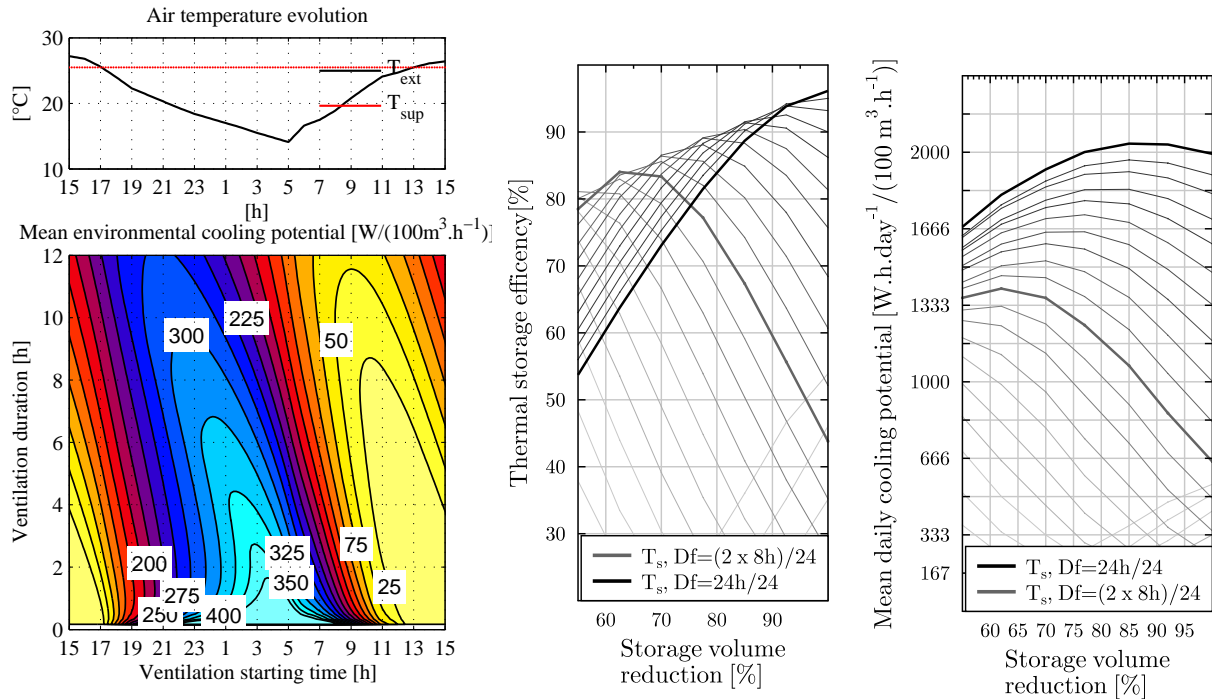 Air temperature evolution
[°C]
30
20
10
T_ext
T_sup
15 17 19 21 23 1 3 5 7 9 11 13 15
[h]
Mean environmental cooling potential [W/(100m³.h⁻¹)]
Ventilation duration [h]
12
10
8
6
4
2
0
300
225
50
200
275
250
400
325
350
75
25
15 17 19 21 23 1 3 5 7 9 11 13 15
Ventilation starting time [h]
Thermal storage efficency[%]
90
80
70
60
50
40
30
T_s, Df=(2 x 8h)/24
T_s, Df=24h/24
60 70 80 90
Storage volume
reduction [%]
Mean daily cooling potential [W.h.day⁻¹/(100 m³.h⁻¹]
2000
1666
1333
1000
666
333
167
T_s, Df=24h/24
T_s, Df=(2 x 8h)/24
60 65 70 75 80 85 90 95
Storage volume
reduction [%]